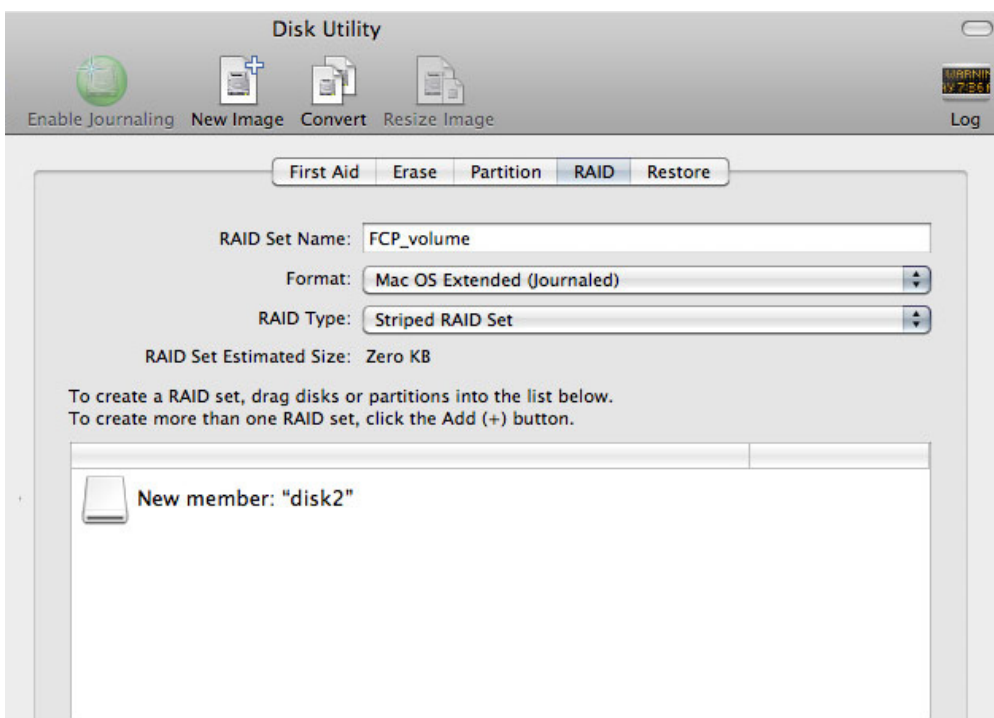 Disk Utility
Enable Journaling New Image Convert Resize Image Log
First Aid Erase Partition RAID Restore
RAID Set Name: FCP_volume
Format: Mac OS Extended (Journaled)
RAID Type: Striped RAID Set
RAID Set Estimated Size: Zero KB
To create a RAID set, drag disks or partitions into the list below.
To create more than one RAID set, click the Add (+) button.
New member: “disk2”